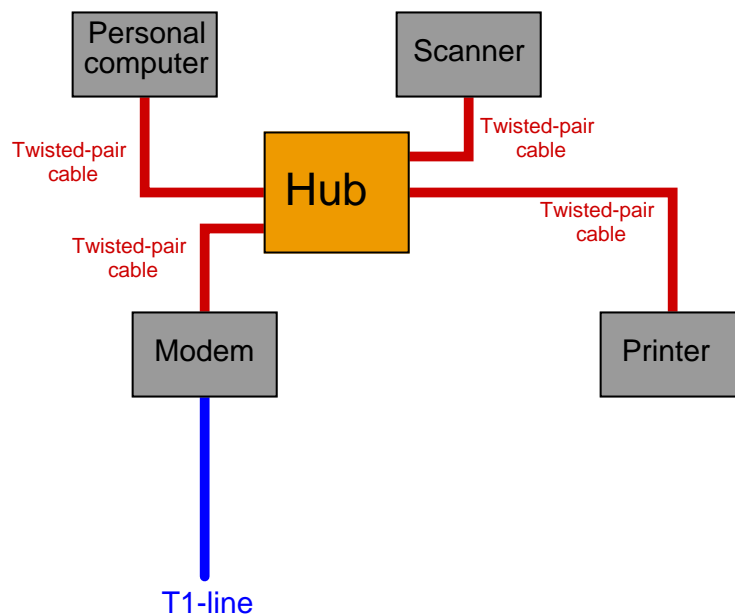 Personal
computer
Scanner
Twisted-pair
cable
Twisted-pair
cable
Hub
Twisted-pair
cable
Twisted-pair
cable
Modem
Printer
T1-line